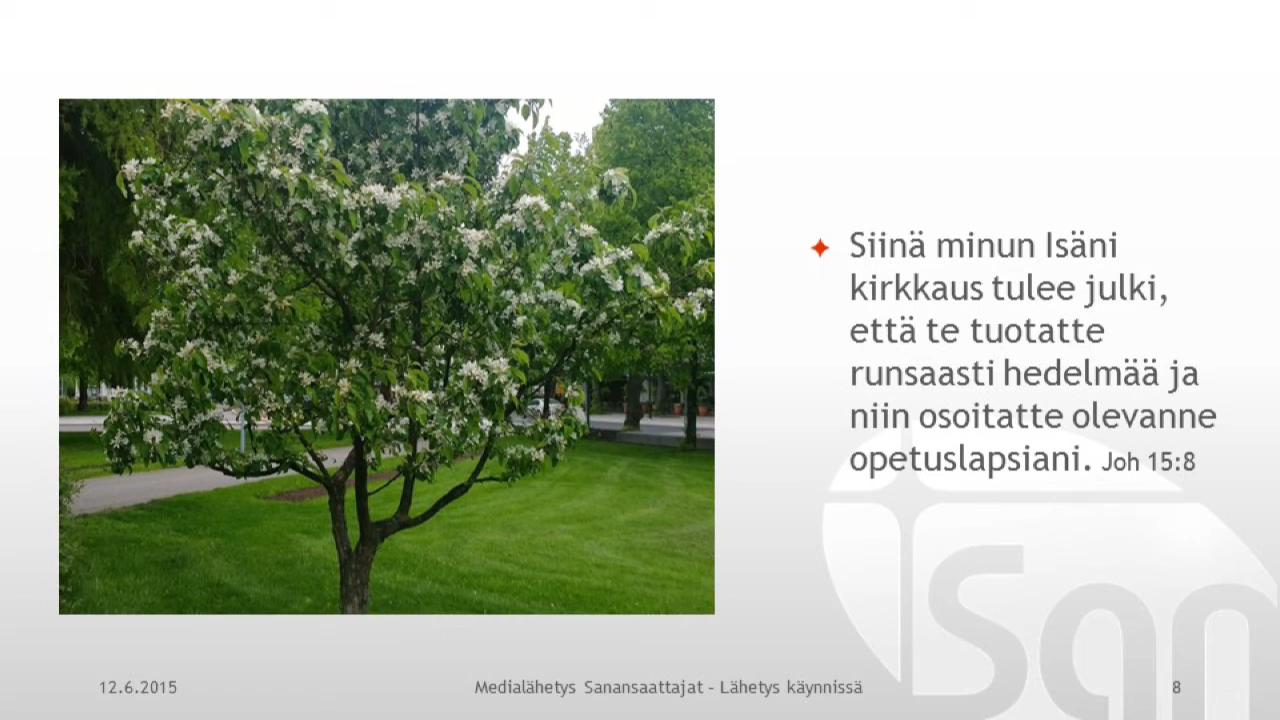 Siinä minun Isäni
kirkkaus tulee julki,
että te tuotatte
runsaasti hedelmää ja
niin osoitatte olevanne
opetuslapsiani. Joh 15:8
San
12.6.2015
Medialähetys Sanansaattajat - Lähetys käynnissä
8